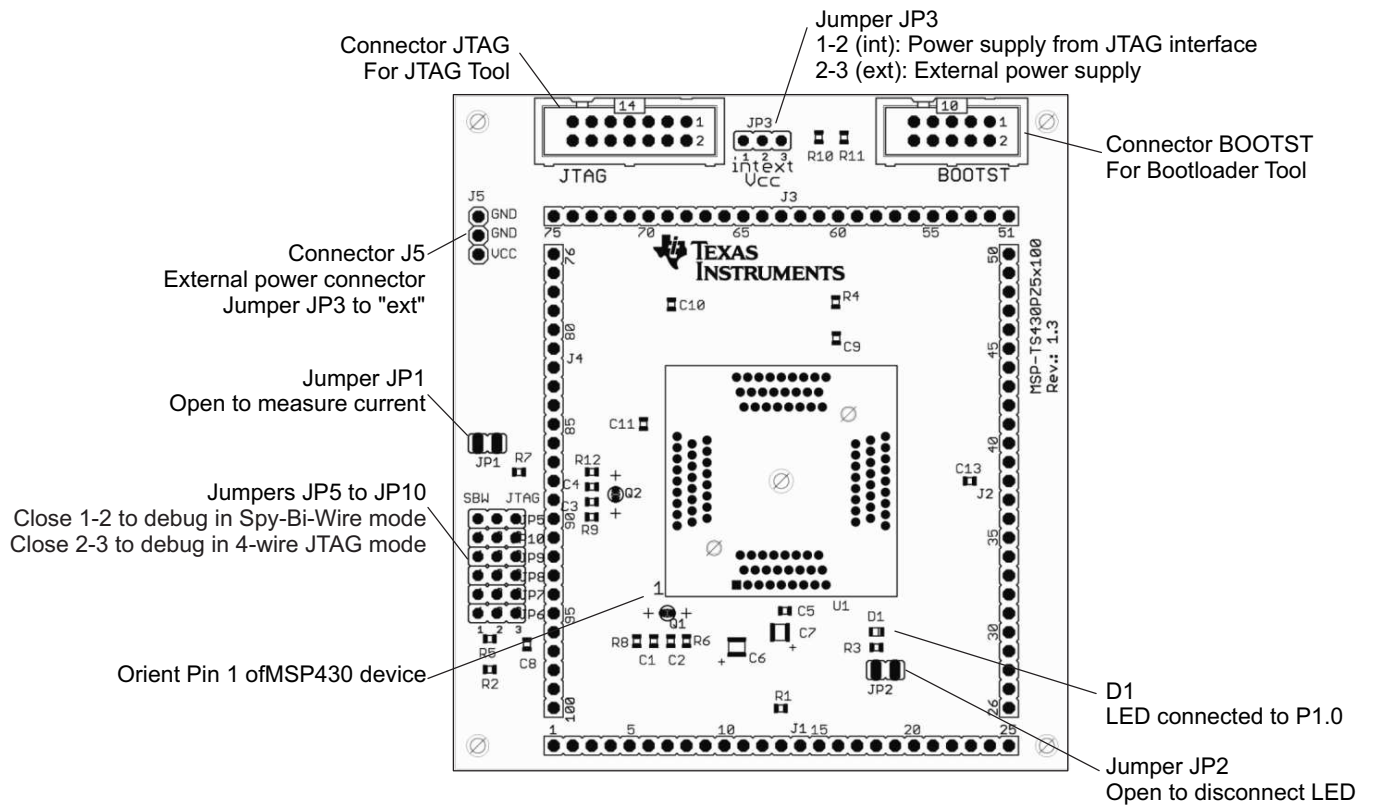 Jumper JP3
1-2 (int): Power supply from JTAG interface
2-3 (ext): External power supply
Connector JTAG
For JTAG Tool
Connector BOOTST
For Bootloader Tool
14
1
2
JTAG
JP3
1 2 3
int ext
Vcc
R10 R11
10
1
2
BOOTST
J5
GND
GND
VCC
J3
75 70 65 60 55 51
Connector J5
External power connector
Jumper JP3 to "ext"
TEXAS
INSTRUMENTS
76
80
J4
85
90
95
100
50
45
40
J2
35
30
26
MSP-TS430PZ5x100
Rev.: 1.3
C10
R4
C9
Jumper JP1
Open to measure current
C11
JP1
R7
R12
C4
C3
R9
Q2
C13
Jumpers JP5 to JP10
Close 1-2 to debug in Spy-Bi-Wire mode
Close 2-3 to debug in 4-wire JTAG mode
SBW JTAG
JP5
P10
JP9
JP8
JP7
JP6
1 2 3
R5
C8
R2
1
U1
Q1
C5
C7
D1
R3
R8
C1
C2
R6
C6
JP2
R1
Orient Pin 1 ofMSP430 device
D1
LED connected to P1.0
1 5 10 J1 15 20 25
Jumper JP2
Open to disconnect LED